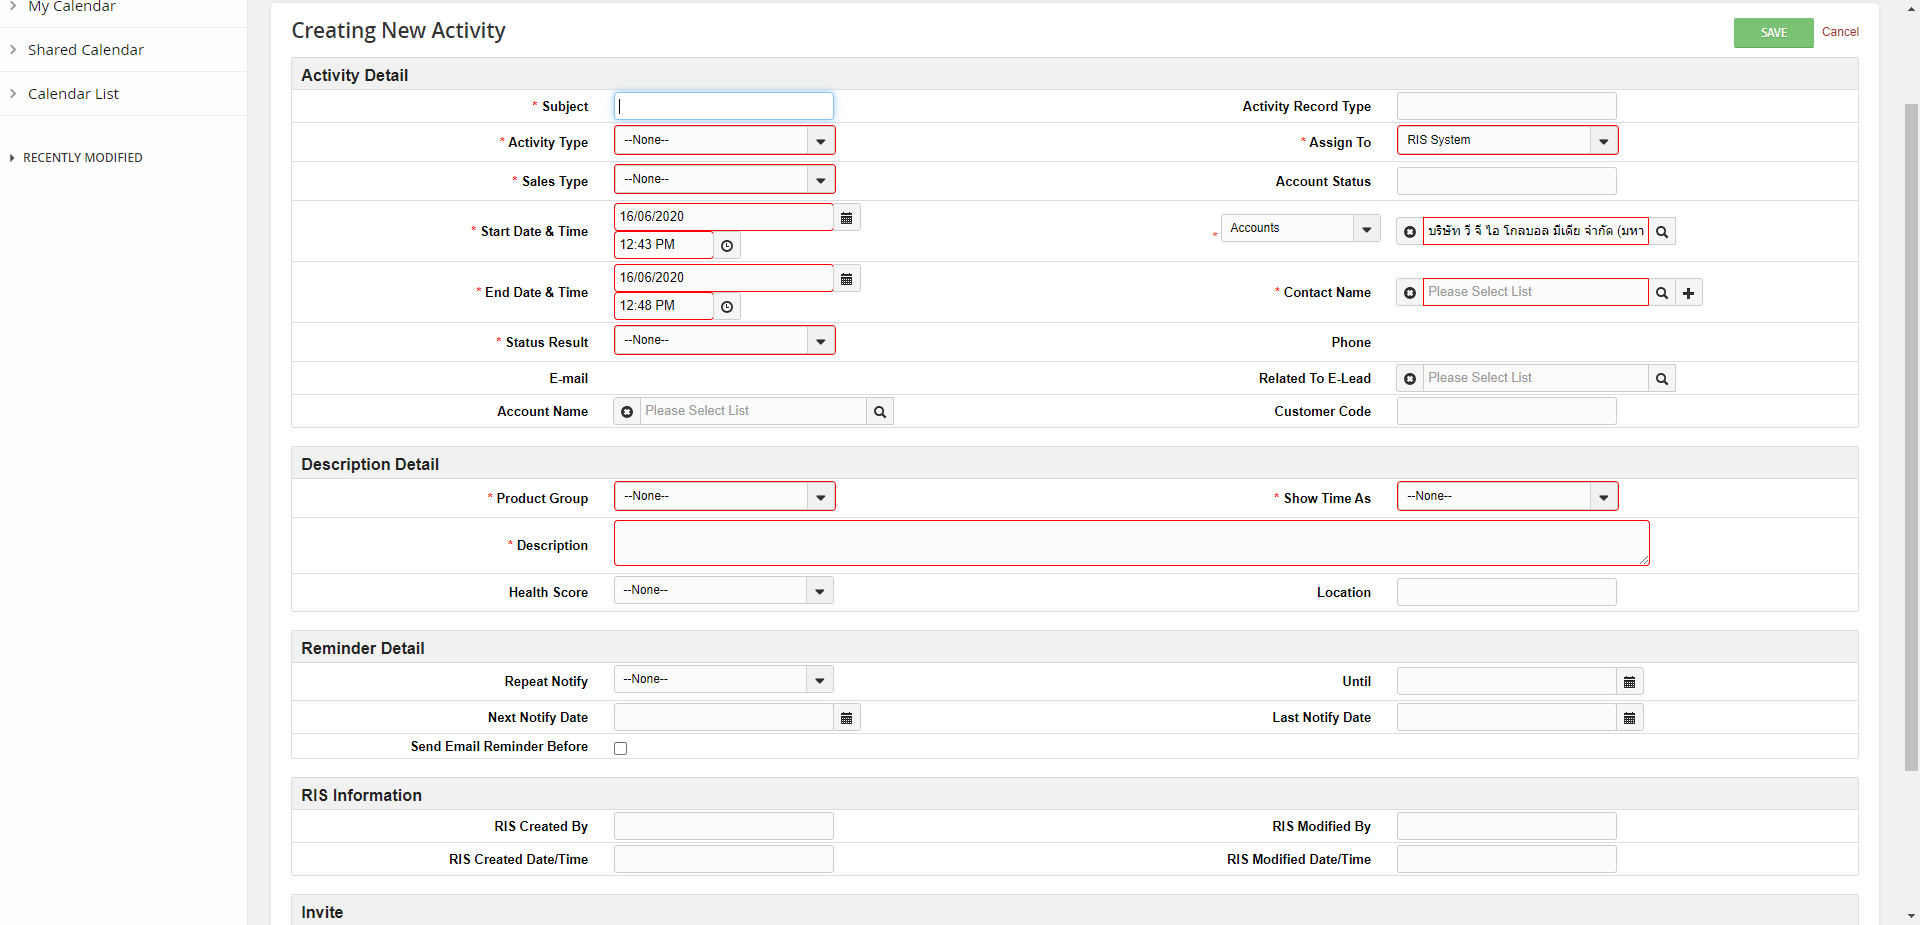 My Calendar
Shared Calendar
Calendar List
RECENTLY MODIFIED
Creating New Activity
SAVE Cancel
Activity Detail
* Subject
Activity Record Type
* Activity Type --None--
* Assign To RIS System
* Sales Type --None--
Account Status
* Start Date & Time 16/06/2020
12:43 PM
* Accounts บริษัท วี จี ไอ โกลบอล มีเดีย จำกัด (มหา
* End Date & Time 16/06/2020
12:48 PM
* Contact Name Please Select List
* Status Result --None--
Phone
E-mail
Related To E-Lead Please Select List
Account Name Please Select List
Customer Code
Description Detail
* Product Group --None--
* Show Time As --None--
* Description
Health Score --None--
Location
Reminder Detail
Repeat Notify --None--
Until
Next Notify Date
Last Notify Date
Send Email Reminder Before
RIS Information
RIS Created By
RIS Modified By
RIS Created Date/Time
RIS Modified Date/Time
Invite